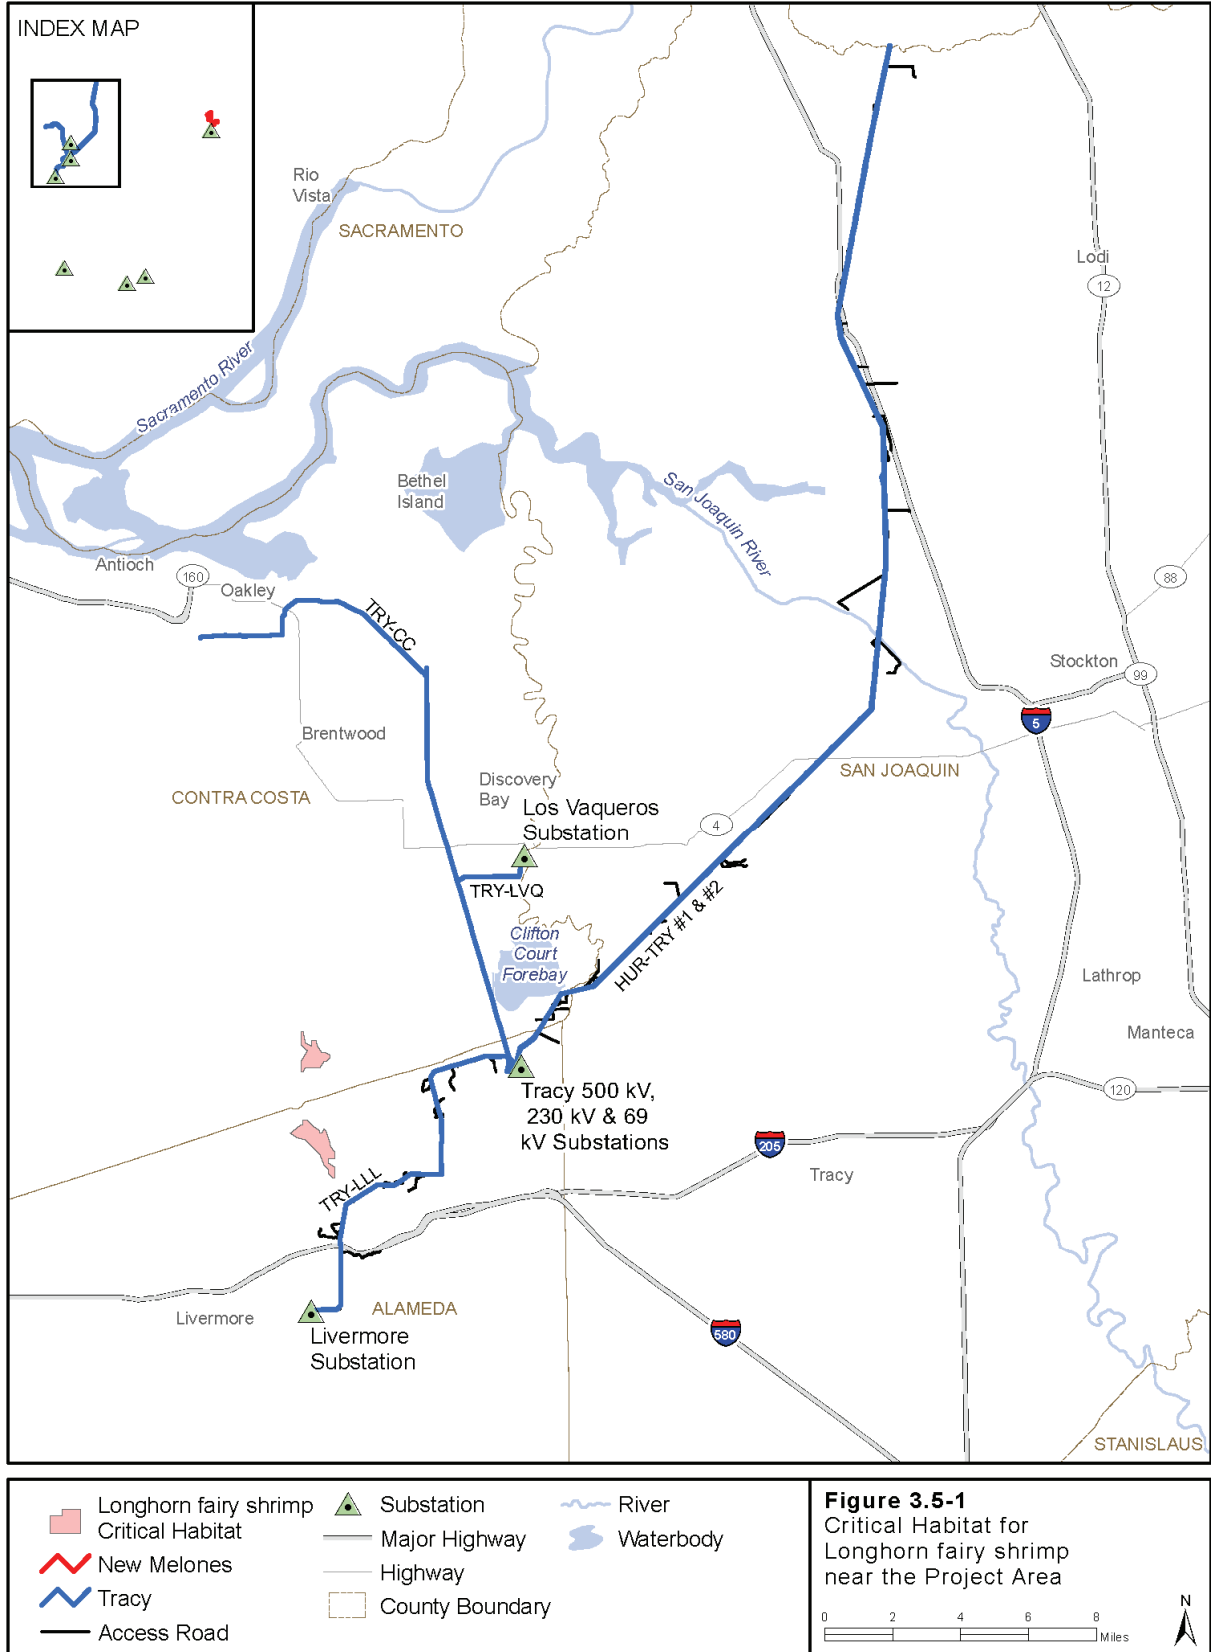 INDEX MAP
Rio
Vista
SACRAMENTO
Lodi
12
Sacramento River
Bethel
Island
San Joaquin River
Antioch
160
Oakley
88
TRY-CC
Stockton
99
5
Brentwood
SAN JOAQUIN
Discovery
Bay
CONTRA COSTA
Los Vaqueros
Substation
4
TRY-LVQ
HUR-TRY #1 & #2
Clifton
Court
Forebay
Lathrop
Manteca
Tracy 500 kV,
230 kV & 69
kV Substations
120
205
Tracy
TRY-LLL
Livermore
ALAMEDA
Livermore
Substation
580
STANISLAUS
Longhorn fairy shrimp
Critical Habitat
New Melones
Tracy
Access Road
Substation
Major Highway
Highway
County Boundary
River
Waterbody
Figure 3.5-1
Critical Habitat for
Longhorn fairy shrimp
near the Project Area
0 2 4 6 8
Miles
N